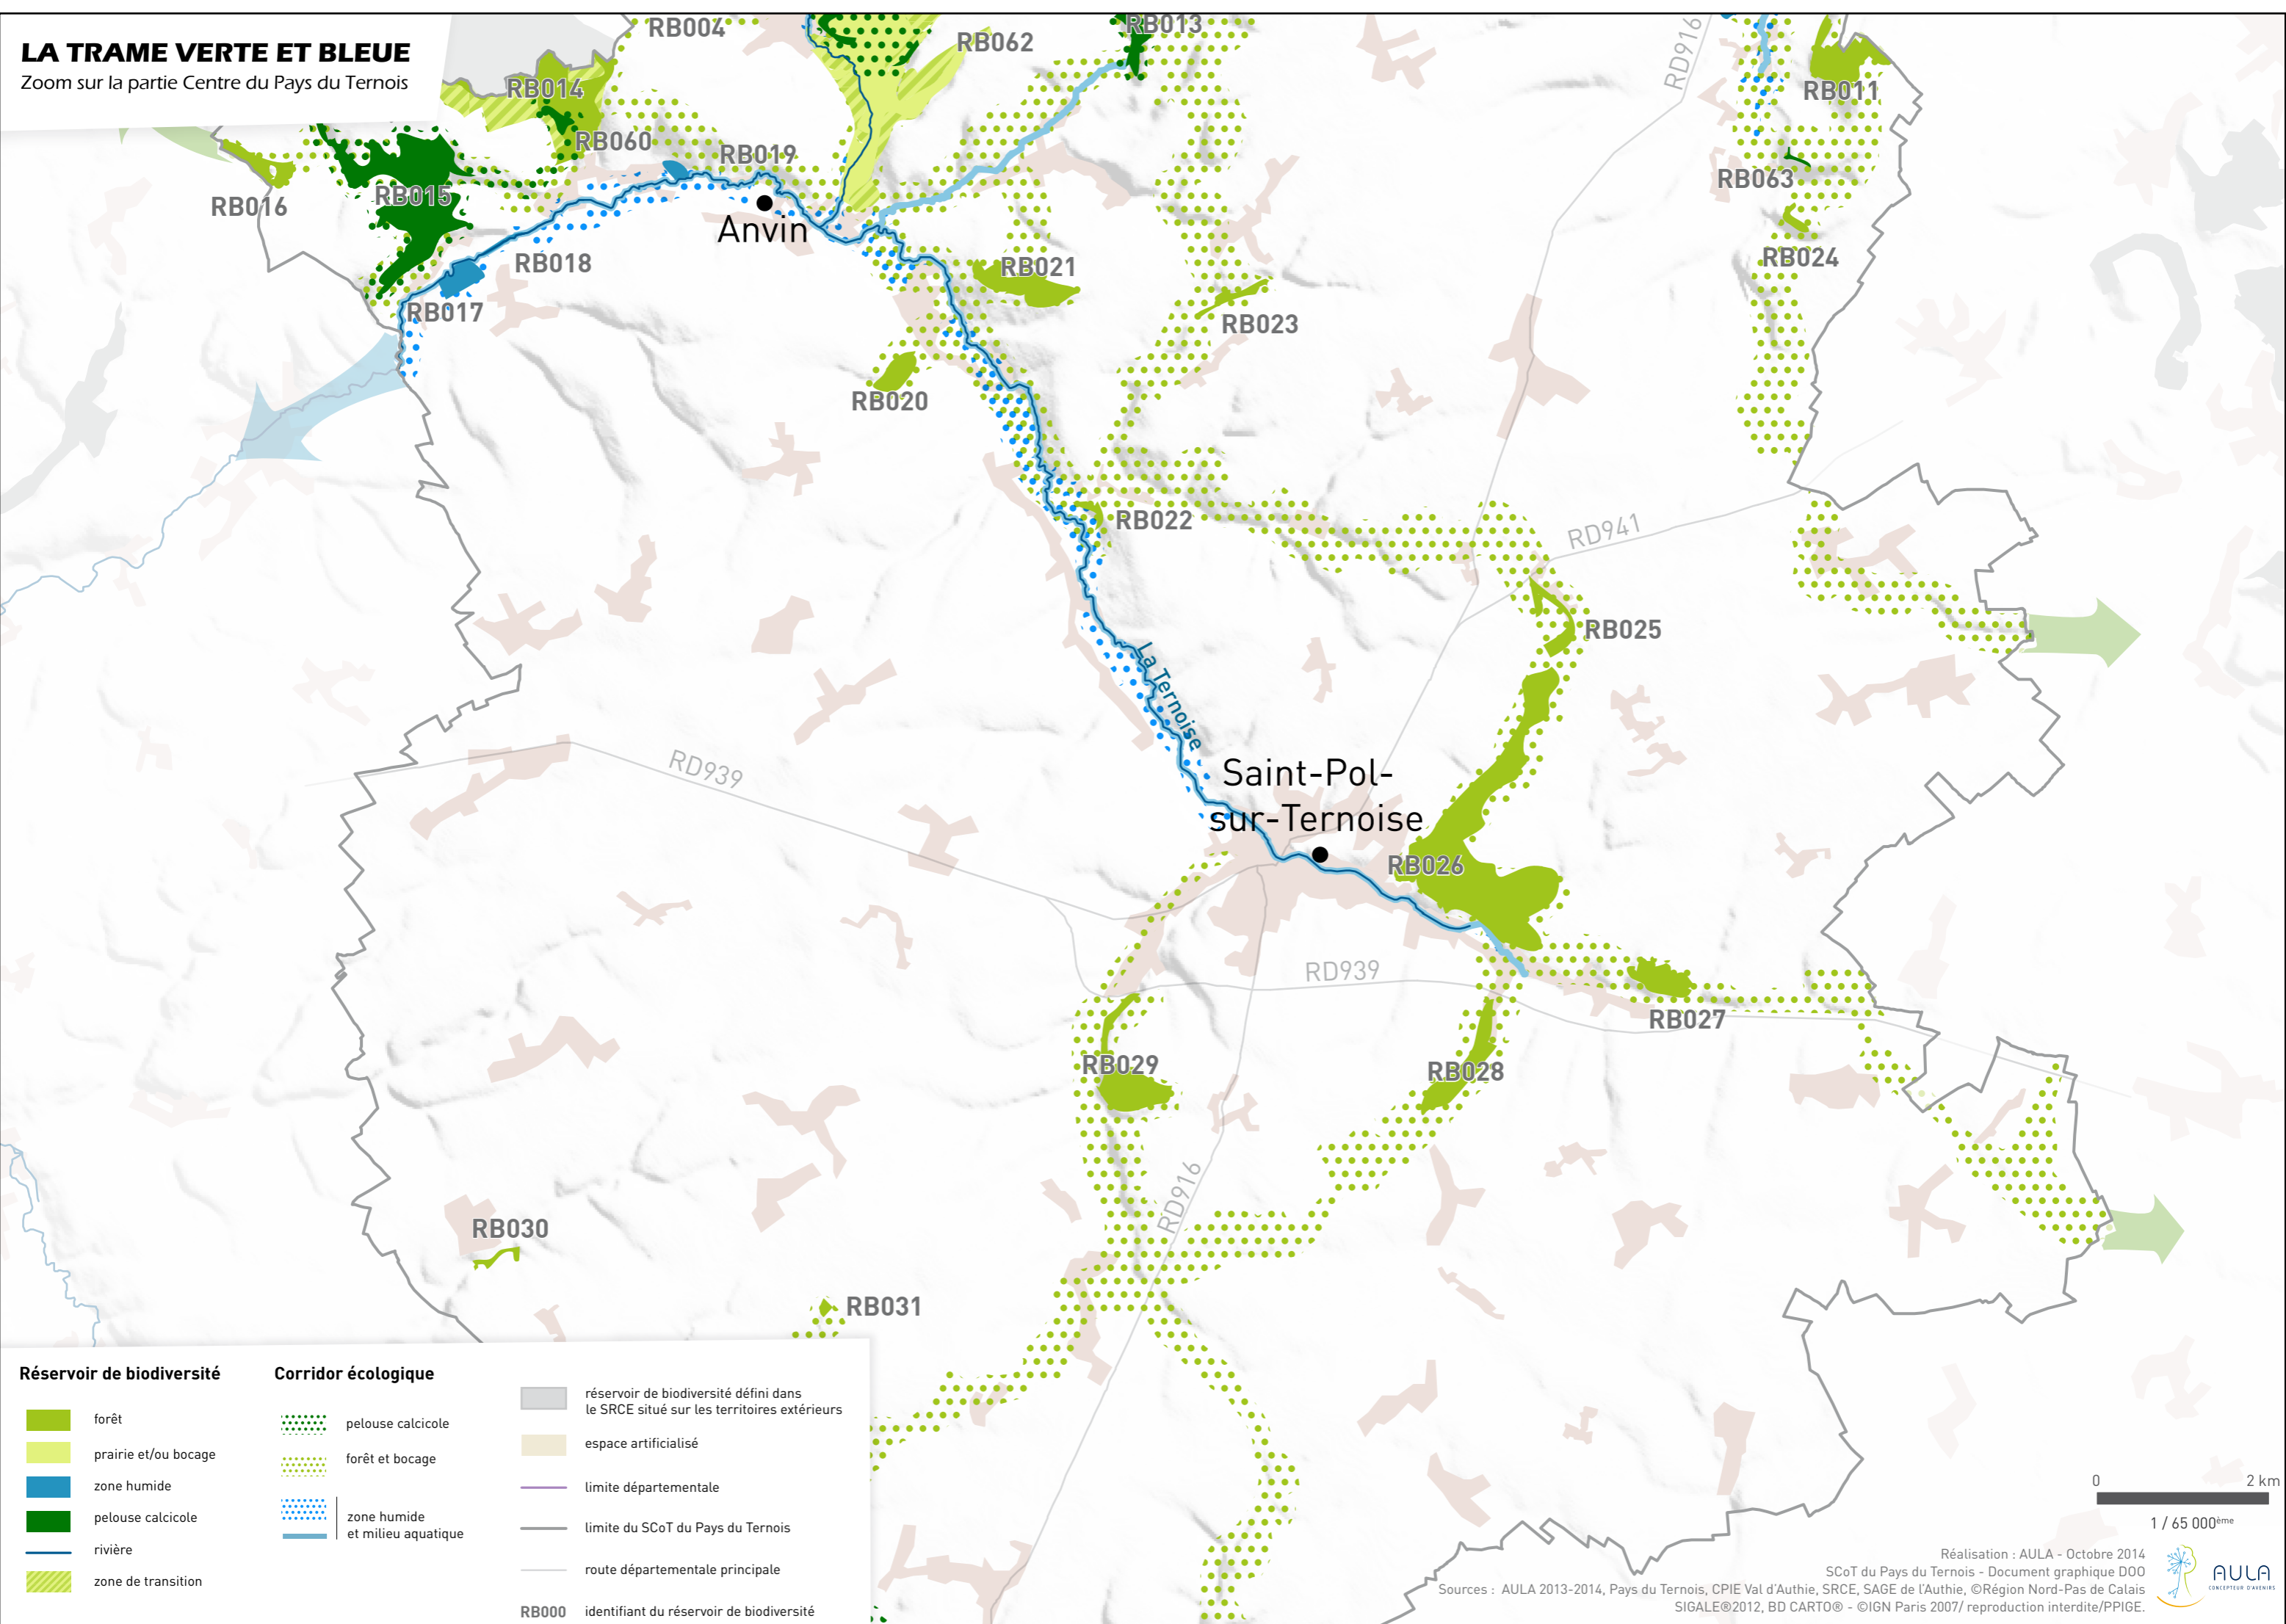 LA TRAME VERTE ET BLEUE
Zoom sur la partie Centre du Pays du Ternois
RB004
RB013
RB062
RD916
RB014
RB011
RB060
RB019
RB063
RB015
RB016
Anvin
RB024
RB018
RB021
RB017
RB023
RB020
RB022
RD941
RB025
La Ternoise
RD939
Saint-Pol-
sur-Ternoise
RB026
RD939
RB027
RB029
RB028
RD916
RB030
RB031
Réservoir de biodiversité
forêt
prairie et/ou bocage
zone humide
pelouse calcicole
rivière
zone de transition
Corridor écologique
pelouse calcicole
forêt et bocage
zone humide
et milieu aquatique
réservoir de biodiversité défini dans
le SRCE situé sur les territoires extérieurs
espace artificialisé
limite départementale
limite du SCoT du Pays du Ternois
route départementale principale
RB000 identifiant du réservoir de biodiversité
0 2 km
1 / 65 000ème
Réalisation : AULA - Octobre 2014
SCoT du Pays du Ternois - Document graphique DOO
Sources : AULA 2013-2014, Pays du Ternois, CPIE Val d'Authie, SRCE, SAGE de l'Authie, ©Région Nord-Pas de Calais
SIGALE®2012, BD CARTO® - ©IGN Paris 2007/ reproduction interdite/PPIGE.
AULA
CONCEPTEUR D'AVENIRS